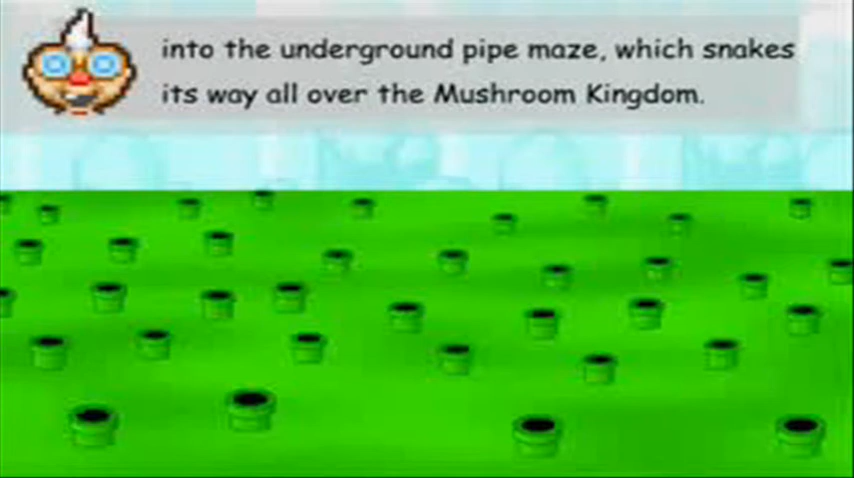 into the underground pipe maze, which snakes
its way all over the Mushroom Kingdom.